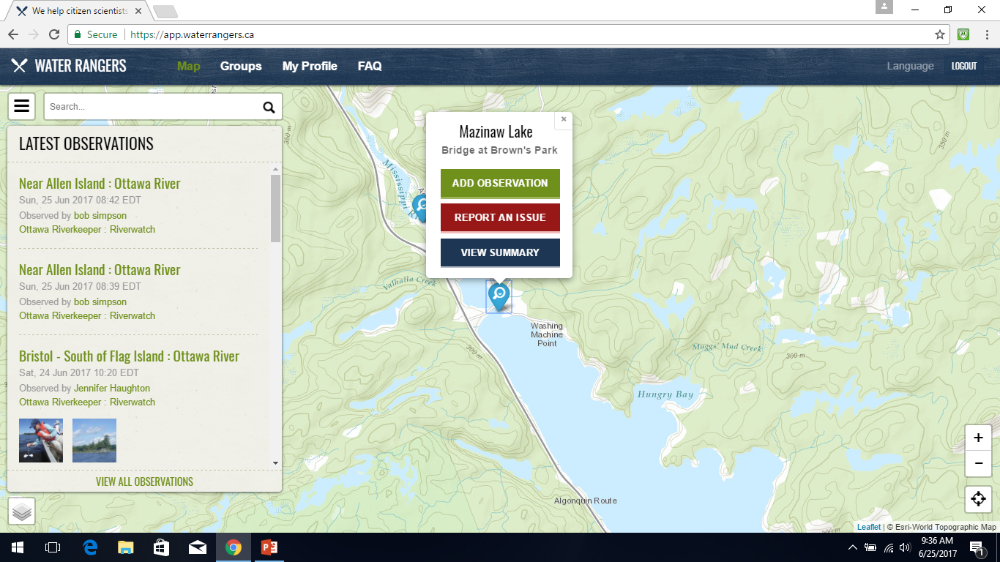 We help citizen scientists
Secure
https://app.waterrangers.ca
WATER RANGERS
Map
Groups
My Profile
FAQ
Language
LOGOUT
Search...
LATEST OBSERVATIONS
Near Allen Island : Ottawa River
Sun, 25 Jun 2017 08:42 EDT
Observed by bob simpson
Ottawa Riverkeeper : Riverwatch
Near Allen Island : Ottawa River
Sun, 25 Jun 2017 08:39 EDT
Observed by bob simpson
Ottawa Riverkeeper : Riverwatch
Bristol - South of Flag Island : Ottawa River
Sat, 24 Jun 2017 10:20 EDT
Observed by Jennifer Haughton
Ottawa Riverkeeper : Riverwatch
VIEW ALL OBSERVATIONS
350 m
Mississippi
Mazinaw Lake
Bridge at Brown's Park
ADD OBSERVATION
REPORT AN ISSUE
VIEW SUMMARY
×
350 m
Valhalla Creek
Washing
Machine
Point
300 m
Muggs' Mud Creek
300 m
Hungry Bay
Algonquin Route
+
−
300 m
Leaflet | © Esri-World Topographic Map
9:36 AM
6/25/2017
1